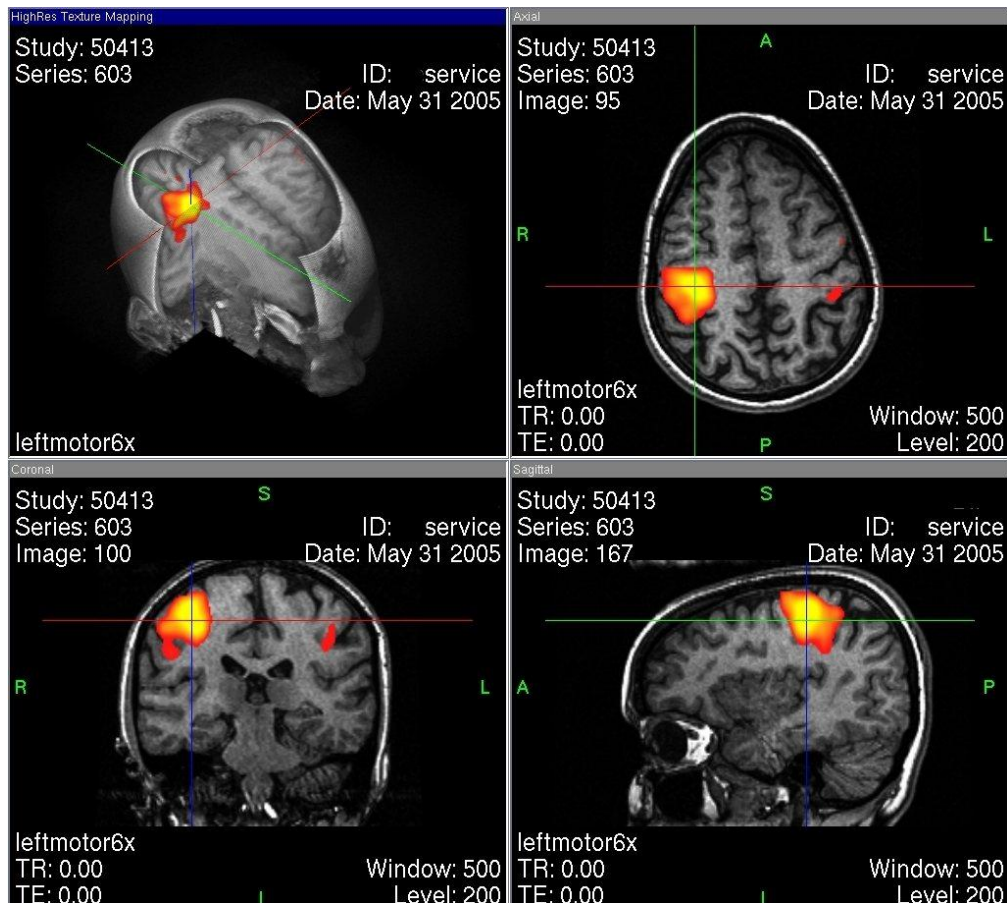 HighRes Texture Mapping
Study: 50413
Series: 603
ID: service
Date: May 31 2005
leftmotor6x
Axial
A
Study: 50413
Series: 603
ID: service
Image: 95
Date: May 31 2005
R
L
leftmotor6x
TR: 0.00
Window: 500
TE: 0.00
P
Level: 200
Coronal
S
Study: 50413
Series: 603
ID: service
Image: 100
Date: May 31 2005
R
L
leftmotor6x
TR: 0.00
Window: 500
TE: 0.00
Level: 200
Sagittal
S
Study: 50413
Series: 603
ID: service
Image: 167
Date: May 31 2005
A
P
leftmotor6x
TR: 0.00
Window: 500
TE: 0.00
Level: 200